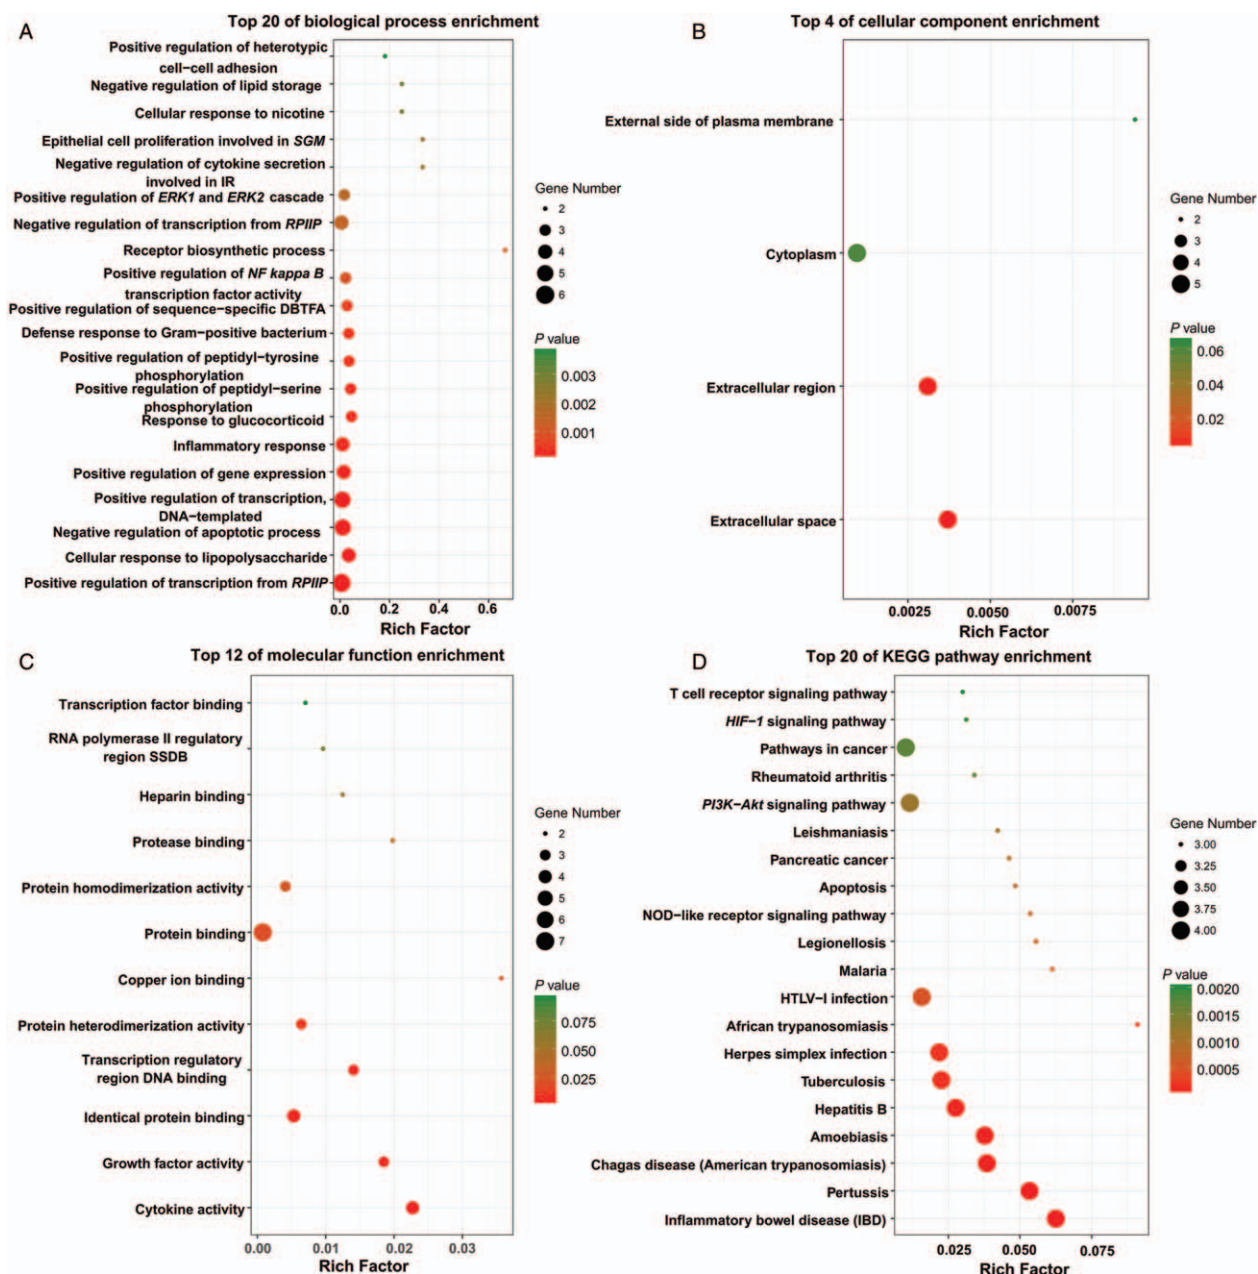 A
Top 20 of biological process enrichment
Positive regulation of heterotypic
cell−cell adhesion
Negative regulation of lipid storage
Cellular response to nicotine
Epithelial cell proliferation involved in SGM
Negative regulation of cytokine secretion
involved in IR
Positive regulation of ERK1 and ERK2 cascade
Negative regulation of transcription from RPIIP
Receptor biosynthetic process
Positive regulation of NF kappa B
transcription factor activity
Positive regulation of sequence−specific DBTFA
Defense response to Gram−positive bacterium
Positive regulation of peptidyl−tyrosine
phosphorylation
Positive regulation of peptidyl−serine
phosphorylation
Response to glucocorticoid
Inflammatory response
Positive regulation of gene expression
Positive regulation of transcription,
DNA−templated
Negative regulation of apoptotic process
Cellular response to lipopolysaccharide
Positive regulation of transcription from RPIIP
0.0 0.2 0.4 0.6
Rich Factor
Gene Number
2
3
4
5
6
P value
0.003
0.002
0.001
B
Top 4 of cellular component enrichment
External side of plasma membrane
Cytoplasm
Extracellular region
Extracellular space
0.0025 0.0050 0.0075
Rich Factor
Gene Number
2
3
4
5
P value
0.06
0.04
0.02
C
Top 12 of molecular function enrichment
Transcription factor binding
RNA polymerase II regulatory
region SSDB
Heparin binding
Protease binding
Protein homodimerization activity
Protein binding
Copper ion binding
Protein heterodimerization activity
Transcription regulatory
region DNA binding
Identical protein binding
Growth factor activity
Cytokine activity
0.00 0.01 0.02 0.03
Rich Factor
Gene Number
2
3
4
5
6
7
P value
0.075
0.050
0.025
D
Top 20 of KEGG pathway enrichment
T cell receptor signaling pathway
HIF−1 signaling pathway
Pathways in cancer
Rheumatoid arthritis
PI3K−Akt signaling pathway
Leishmaniasis
Pancreatic cancer
Apoptosis
NOD−like receptor signaling pathway
Legionellosis
Malaria
HTLV−I infection
African trypanosomiasis
Herpes simplex infection
Tuberculosis
Hepatitis B
Amoebiasis
Chagas disease (American trypanosomiasis)
Pertussis
Inflammatory bowel disease (IBD)
0.025 0.050 0.075
Rich Factor
Gene Number
3.00
3.25
3.50
3.75
4.00
P value
0.0020
0.0015
0.0010
0.0005